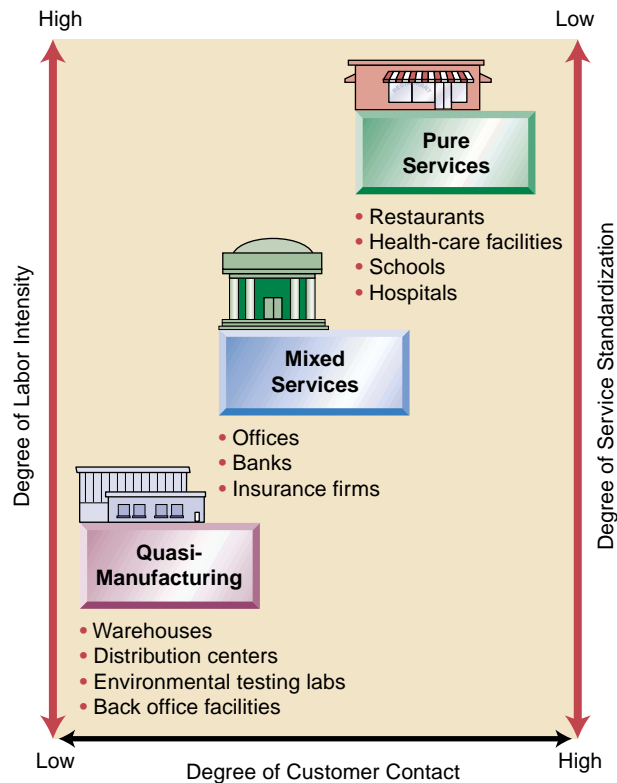 High
Low
Pure
Services
• Restaurants
• Health-care facilities
• Schools
• Hospitals
Mixed
Services
• Offices
• Banks
• Insurance firms
Quasi-
Manufacturing
• Warehouses
• Distribution centers
• Environmental testing labs
• Back office facilities
Degree of Labor Intensity
Degree of Service Standardization
Low
Degree of Customer Contact
High